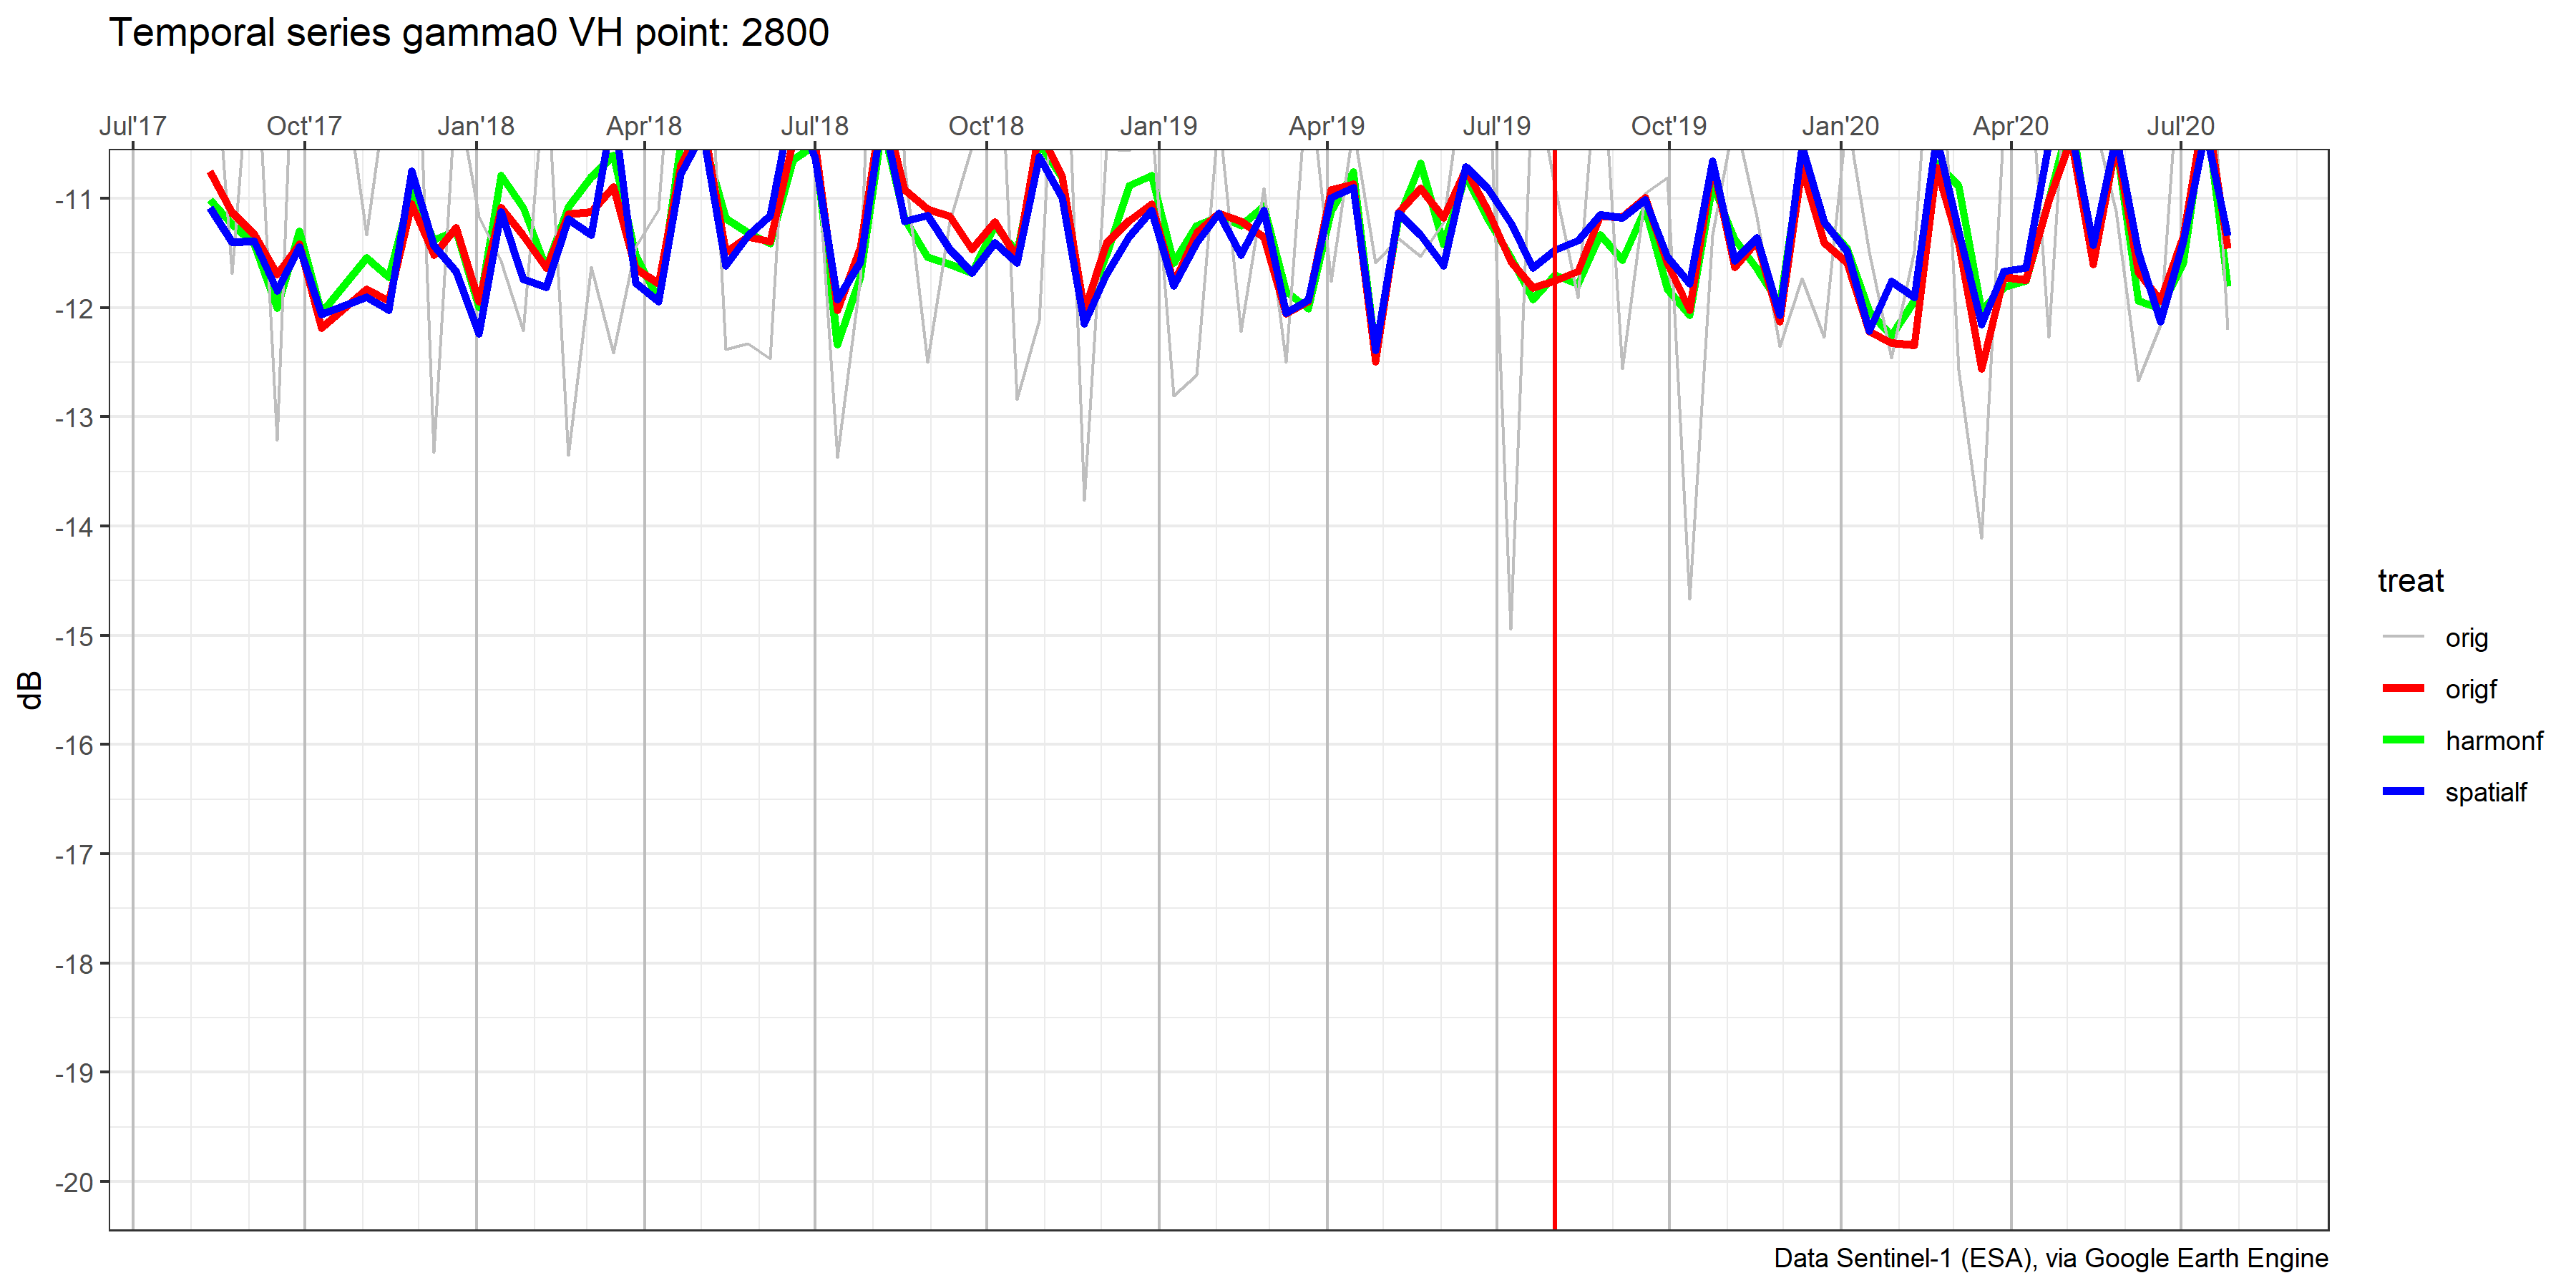 Temporal series gamma0 VH point: 2800
Jul'17 Oct'17 Jan'18 Apr'18 Jul'18 Oct'18 Jan'19 Apr'19 Jul'19 Oct'19 Jan'20 Apr'20 Jul'20
-11
-12
-13
-14
-15
-16
-17
-18
-19
-20
dB
treat
orig
origf
harmonf
spatialf
Data Sentinel-1 (ESA), via Google Earth Engine